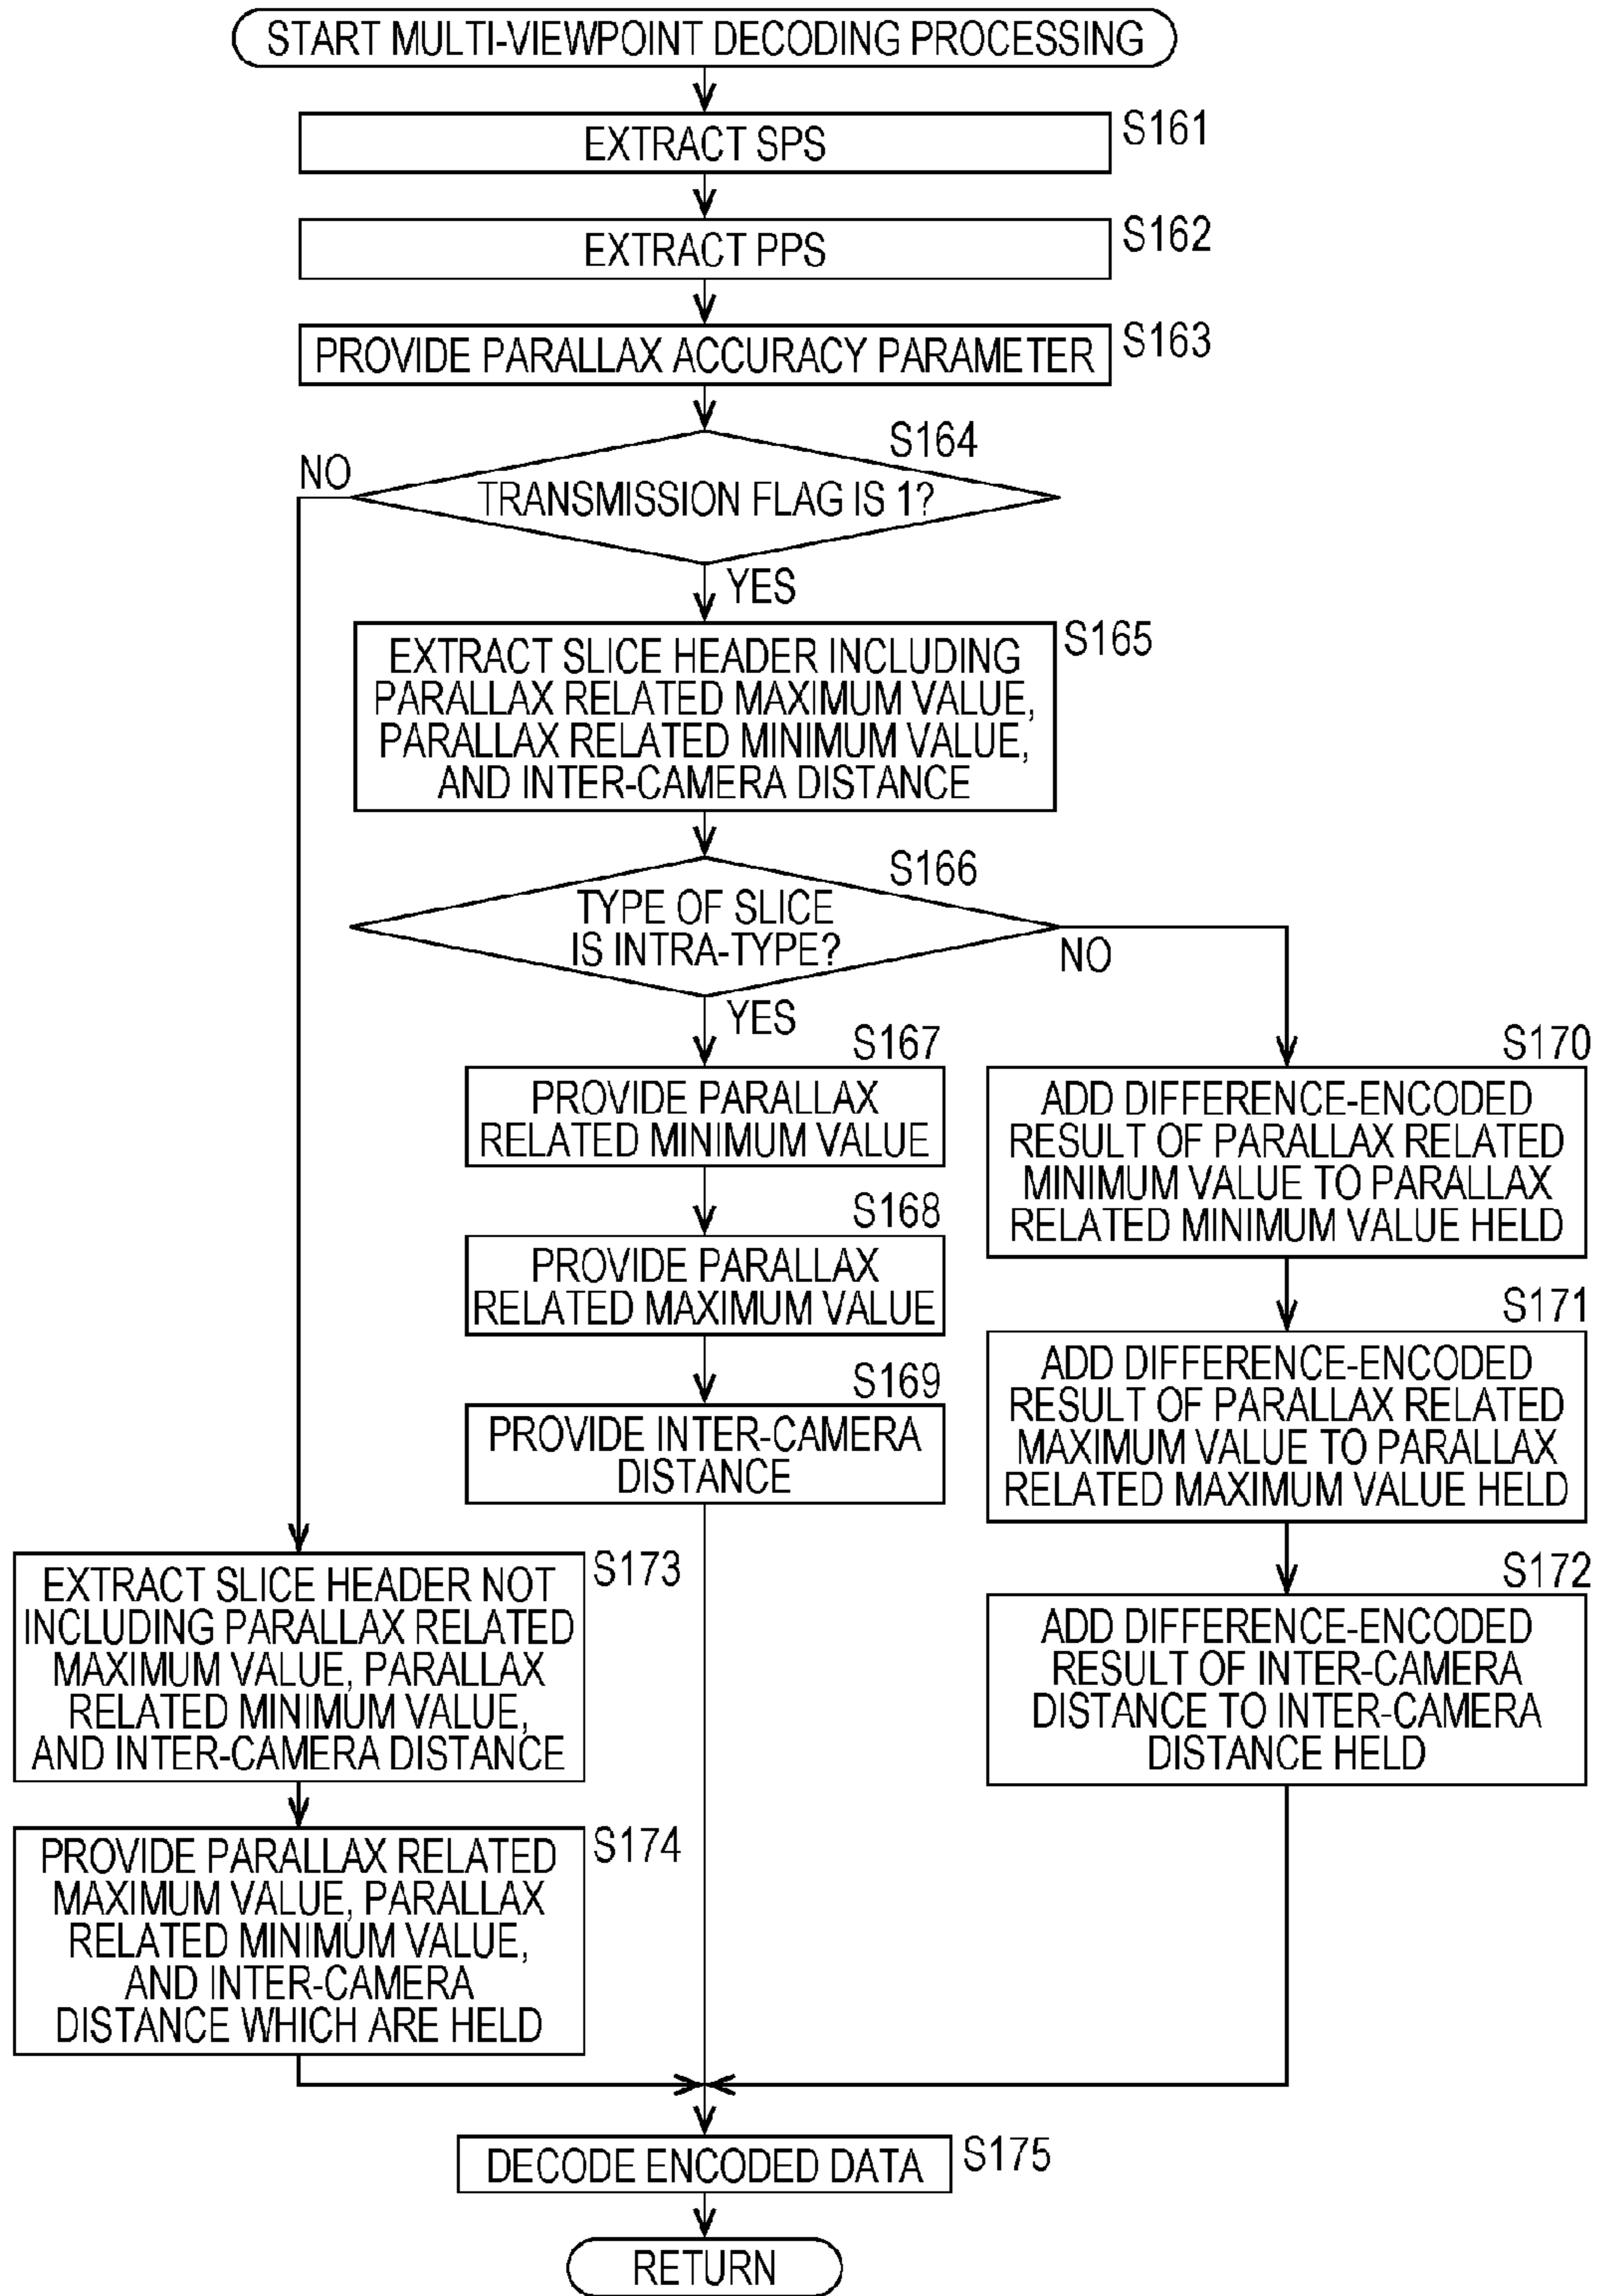 START MULTI-VIEWPOINT DECODING PROCESSING
EXTRACT SPS
S161
EXTRACT PPS
S162
PROVIDE PARALLAX ACCURACY PARAMETER
S163
S164
NO
TRANSMISSION FLAG IS 1?
YES
EXTRACT SLICE HEADER INCLUDING
PARALLAX RELATED MAXIMUM VALUE,
PARALLAX RELATED MINIMUM VALUE,
AND INTER-CAMERA DISTANCE
S165
S166
TYPE OF SLICE
IS INTRA-TYPE?
NO
YES
S167
PROVIDE PARALLAX
RELATED MINIMUM VALUE
S168
PROVIDE PARALLAX
RELATED MAXIMUM VALUE
S169
PROVIDE INTER-CAMERA
DISTANCE
S170
ADD DIFFERENCE-ENCODED
RESULT OF PARALLAX RELATED
MINIMUM VALUE TO PARALLAX
RELATED MINIMUM VALUE HELD
S171
ADD DIFFERENCE-ENCODED
RESULT OF PARALLAX RELATED
MAXIMUM VALUE TO PARALLAX
RELATED MAXIMUM VALUE HELD
S172
ADD DIFFERENCE-ENCODED
RESULT OF INTER-CAMERA
DISTANCE TO INTER-CAMERA
DISTANCE HELD
EXTRACT SLICE HEADER NOT
INCLUDING PARALLAX RELATED
MAXIMUM VALUE, PARALLAX
RELATED MINIMUM VALUE,
AND INTER-CAMERA DISTANCE
S173
PROVIDE PARALLAX RELATED
MAXIMUM VALUE, PARALLAX
RELATED MINIMUM VALUE,
AND INTER-CAMERA
DISTANCE WHICH ARE HELD
S174
DECODE ENCODED DATA
S175
RETURN